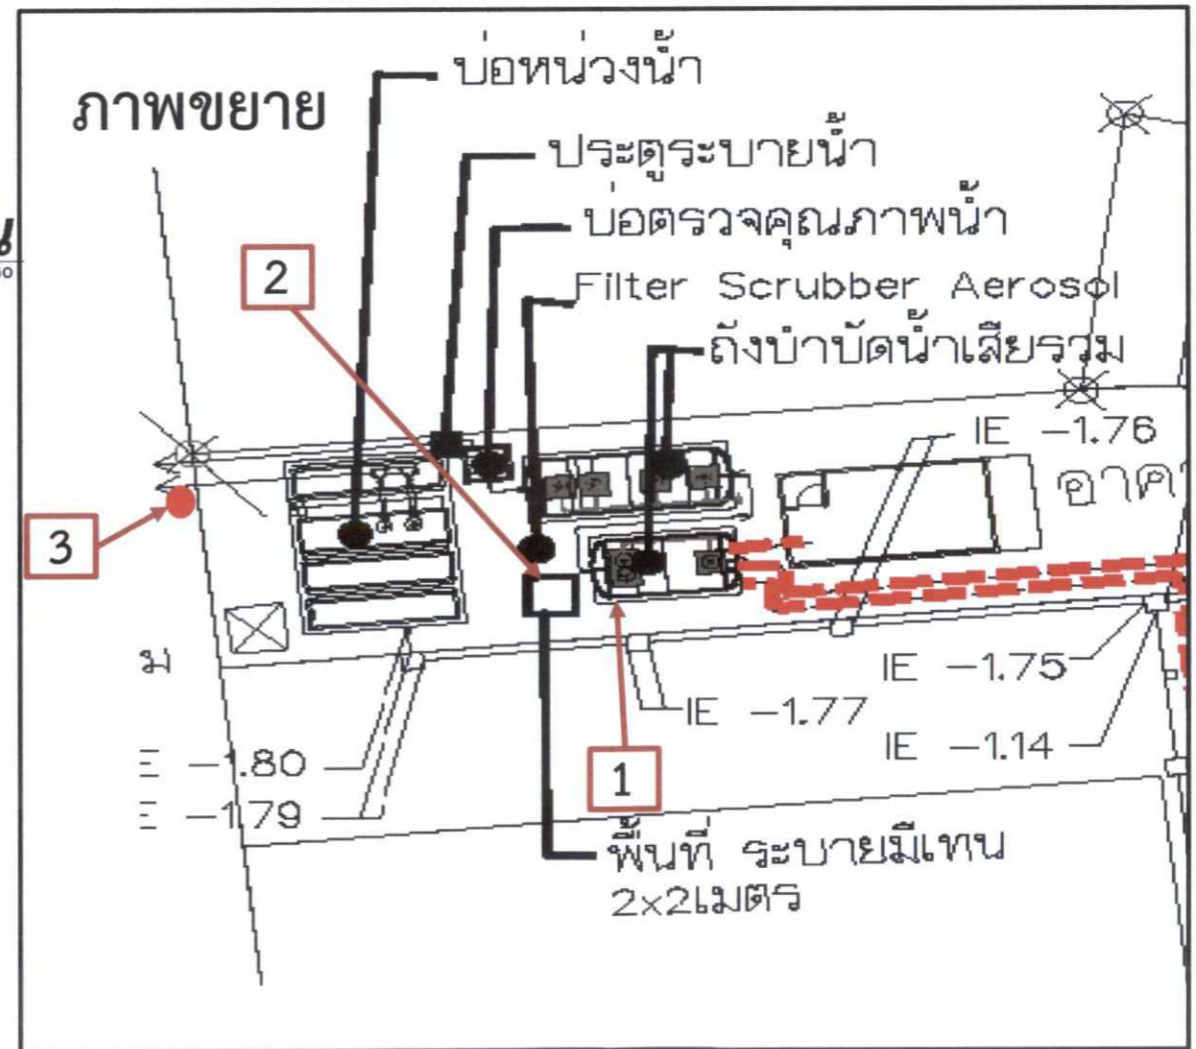 ภาพขยาย
บ่อหน่วงน้ำ
ประตูระบายน้ำ
บ่อตรวจคุณภาพน้ำ
2
Filter Scrubber Aerosol
ถังบำบัดน้ำเสียรวม
IE -1.76
3
IE -1.75
IE -1.77
IE -1.14
-1.80
-1.79
1
พื้นที่ ระบายมีเทน
2x2เมตร